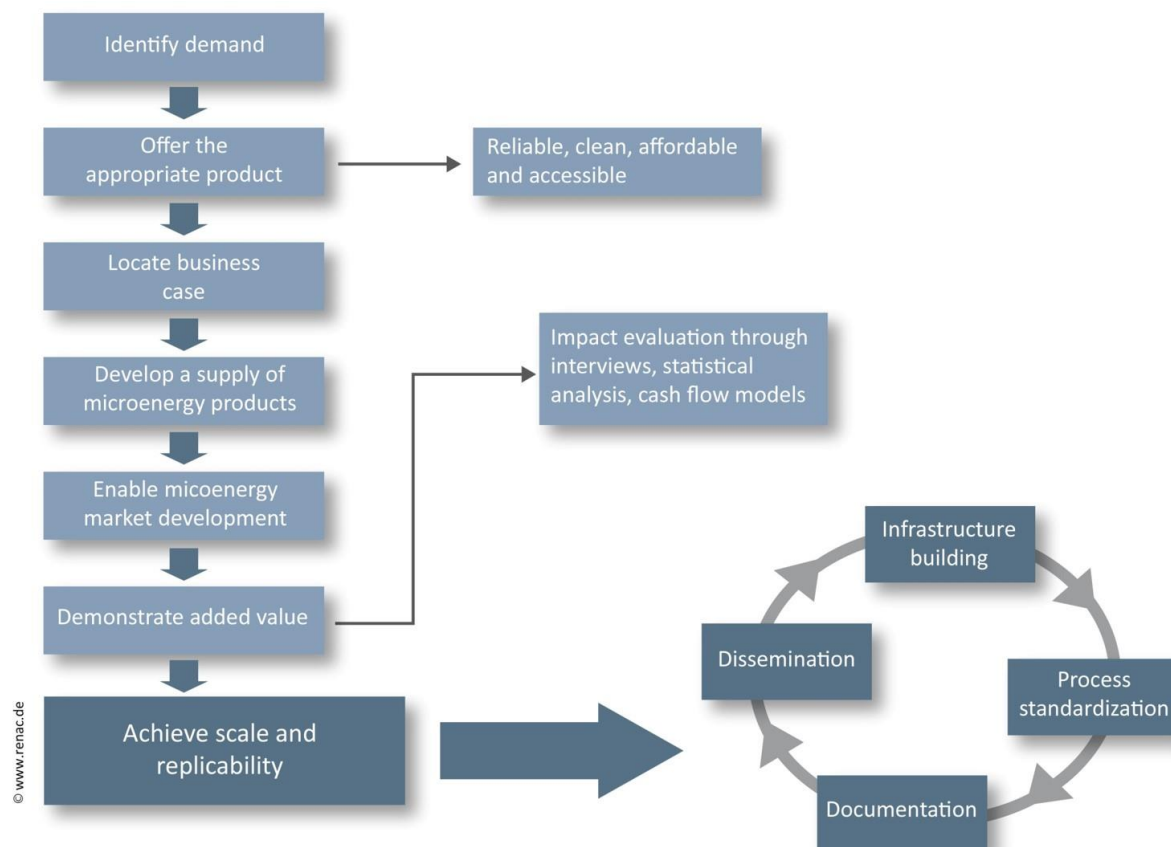 Identify demand
Offer the
appropriate product
Reliable, clean, affordable
and accessible
Locate business
case
Develop a supply of
microenergy products
Impact evaluation through
interviews, statistical
analysis, cash flow models
Enable micoenergy
market development
Demonstrate added value
Achieve scale and
replicability
Infrastructure
building
Process
standardization
Documentation
Dissemination
© www.renac.de